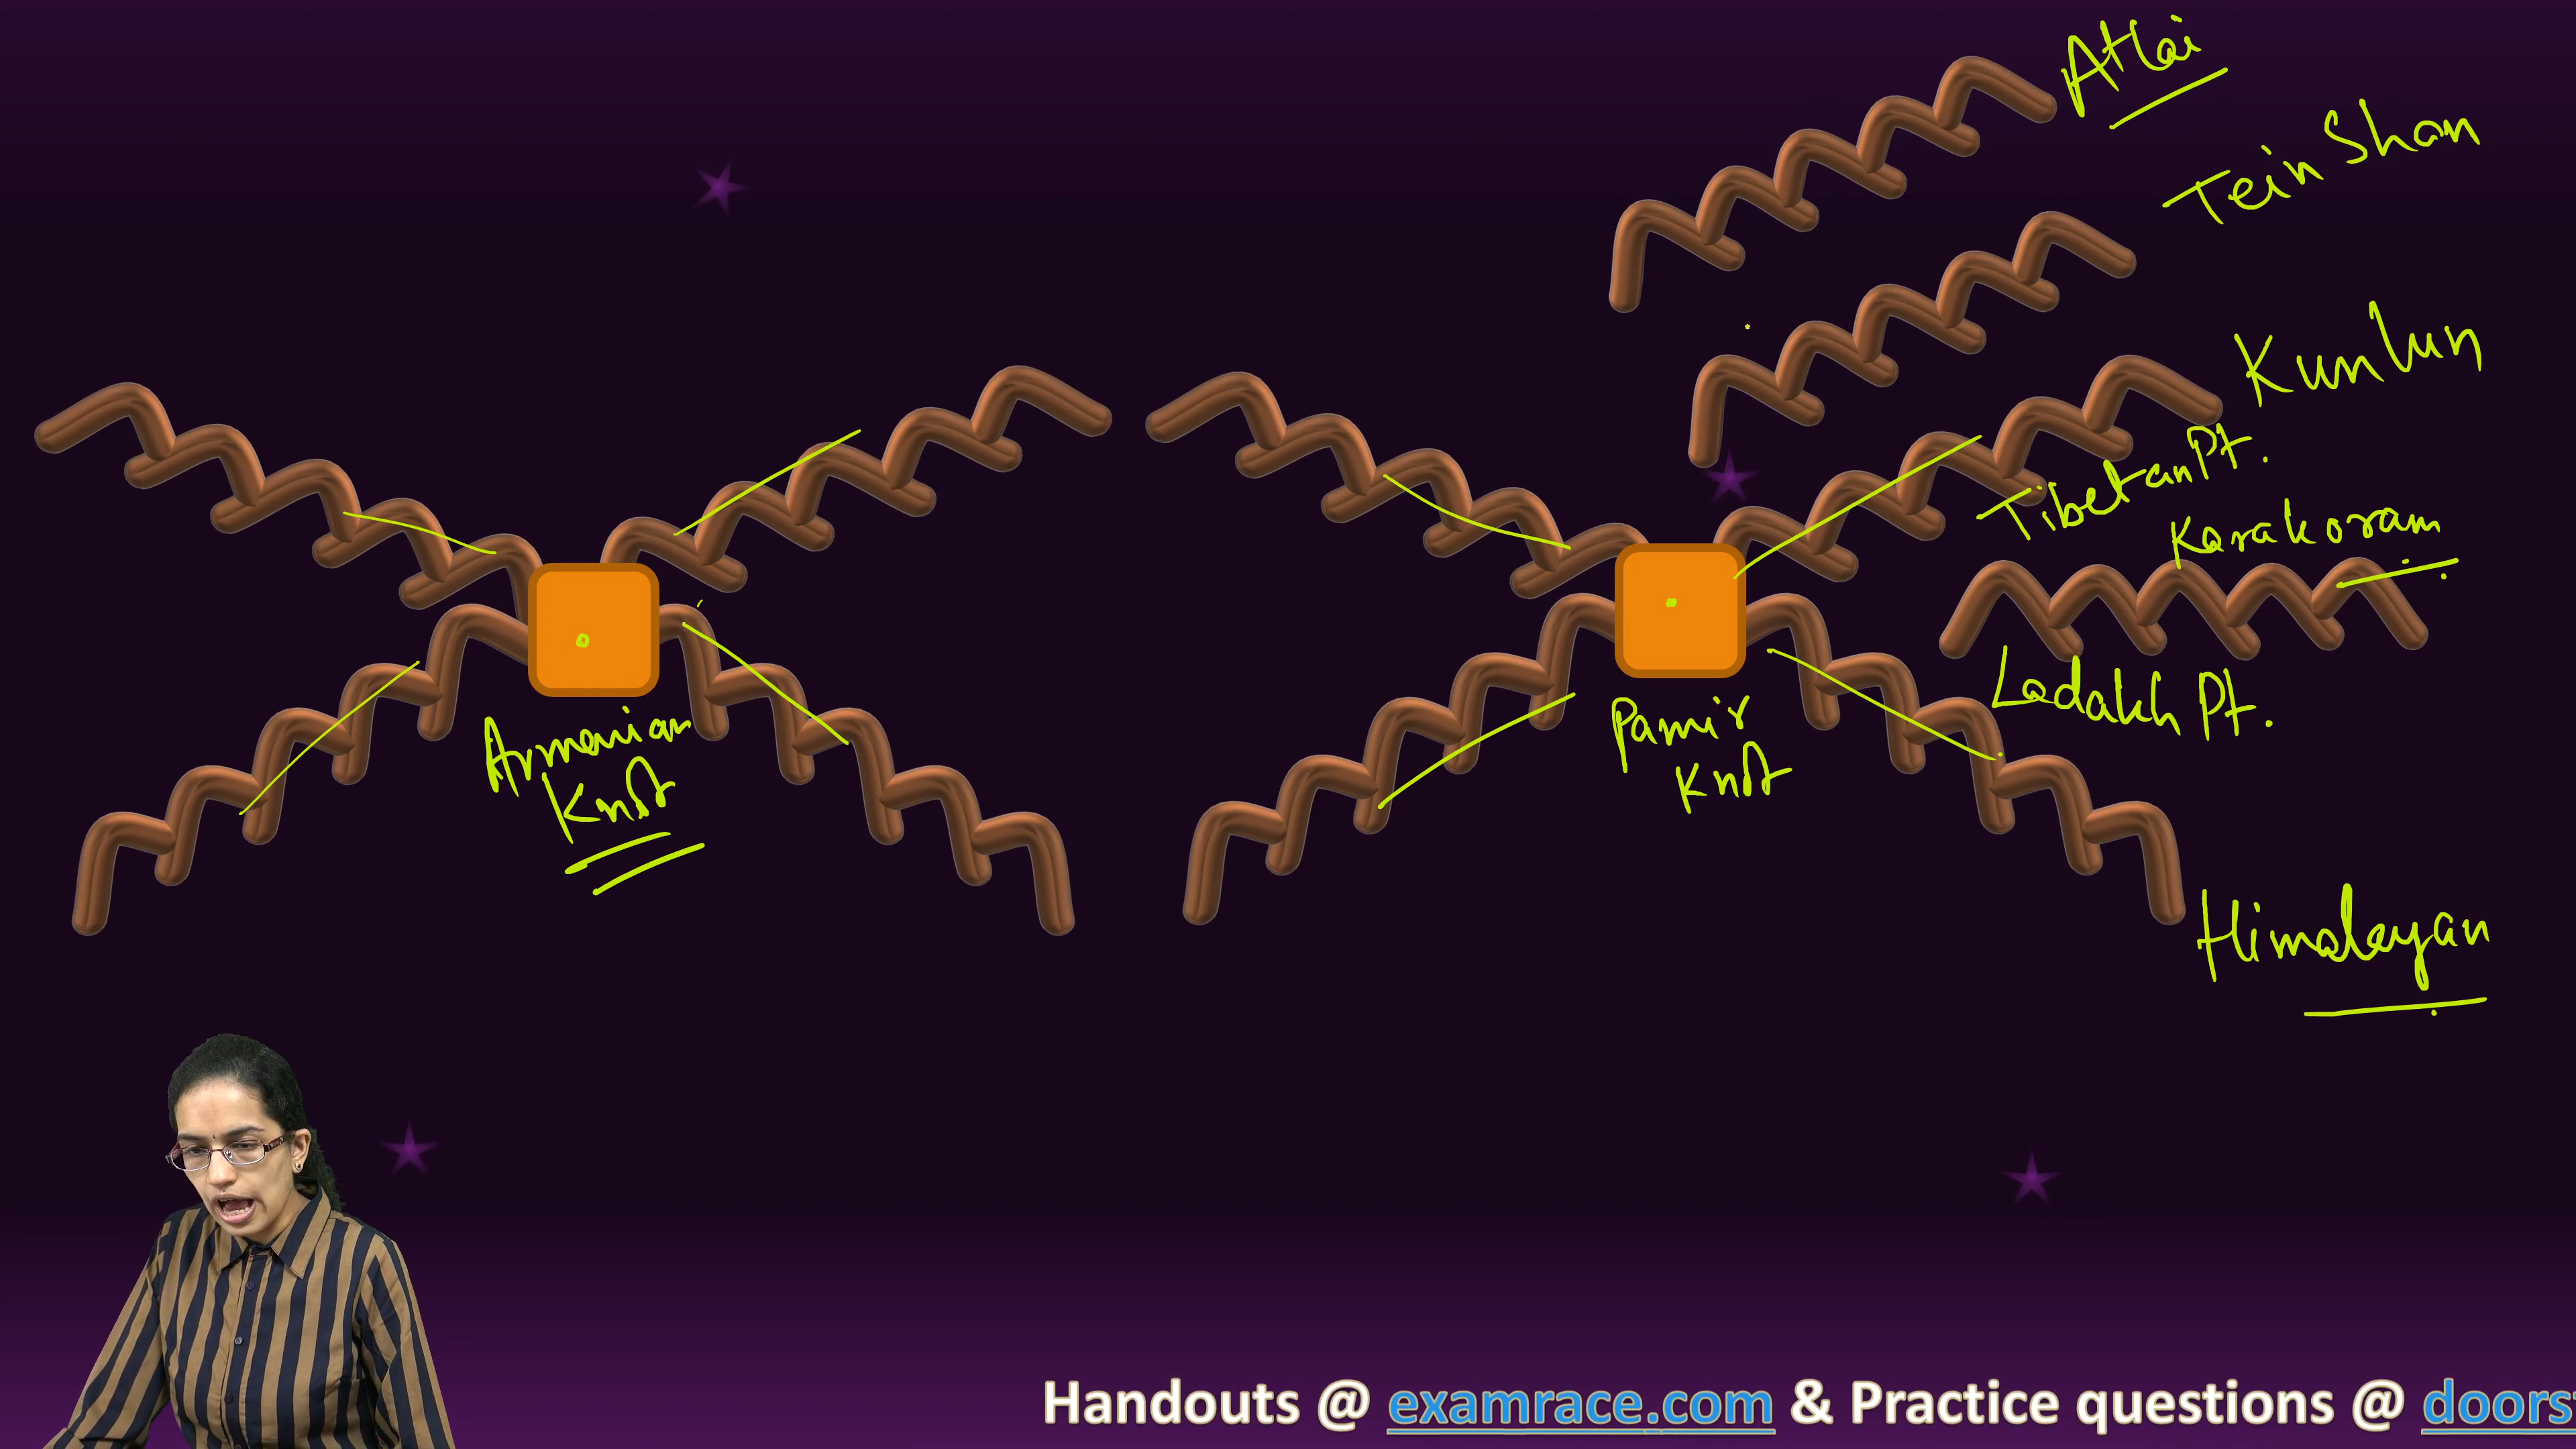 Altai
Tein Shan
Kunlun
Tibetan Pt.
Karakoram
Ladakh Pt.
Armenian
Knot
Pamir
Knot
Himalayan
Handouts @ examrace.com & Practice questions @ doors